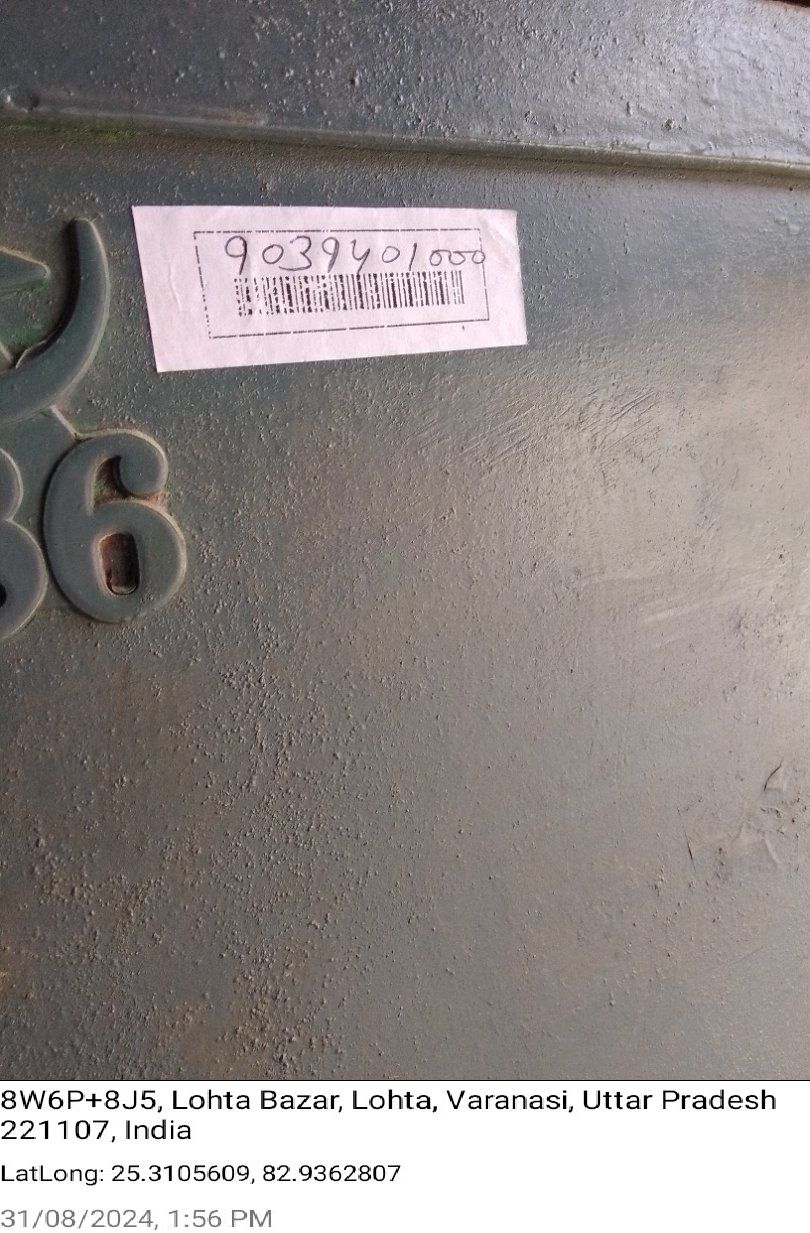 9039401000
36
8W6P+8J5, Lohta Bazar, Lohta, Varanasi, Uttar Pradesh
221107, India
LatLong: 25.3105609, 82.9362807
31/08/2024, 1:56 PM